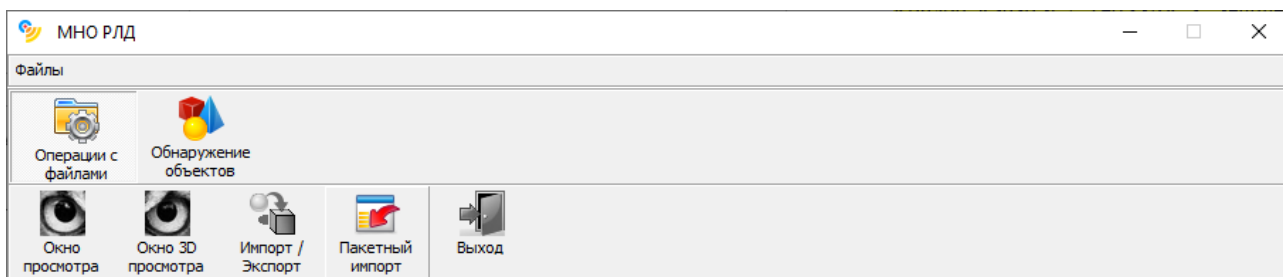 МНО РЛД
Файлы
Операции с
файлами
Обнаружение
объектов
Окно
просмотра
Окно 3D
просмотра
Импорт /
Экспорт
Пакетный
импорт
Выход